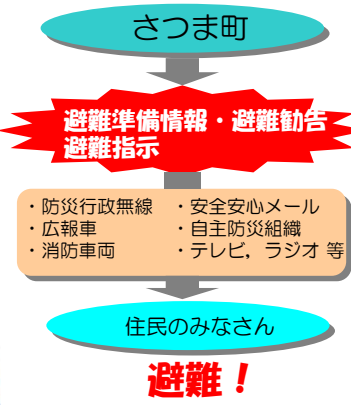 さつま町
避難準備情報・避難勧告
避難指示
・防災行政無線 ・安全安心メール
・広報車 ・自主防災組織
・消防車両 ・テレビ，ラジオ 等
住民のみなさん
避難！